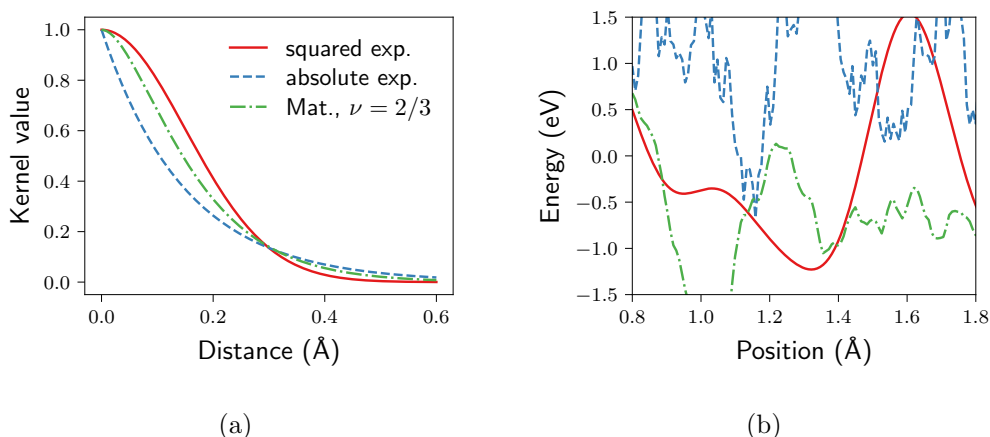 squared exp.
absolute exp.
Mat., ν = 2/3
Kernel value
1.0
0.8
0.6
0.4
0.2
0.0
0.0 0.2 0.4 0.6
Distance (Å)
(a)
Energy (eV)
1.5
1.0
0.5
0.0
−0.5
−1.0
−1.5
0.8 1.0 1.2 1.4 1.6 1.8
Position (Å)
(b)